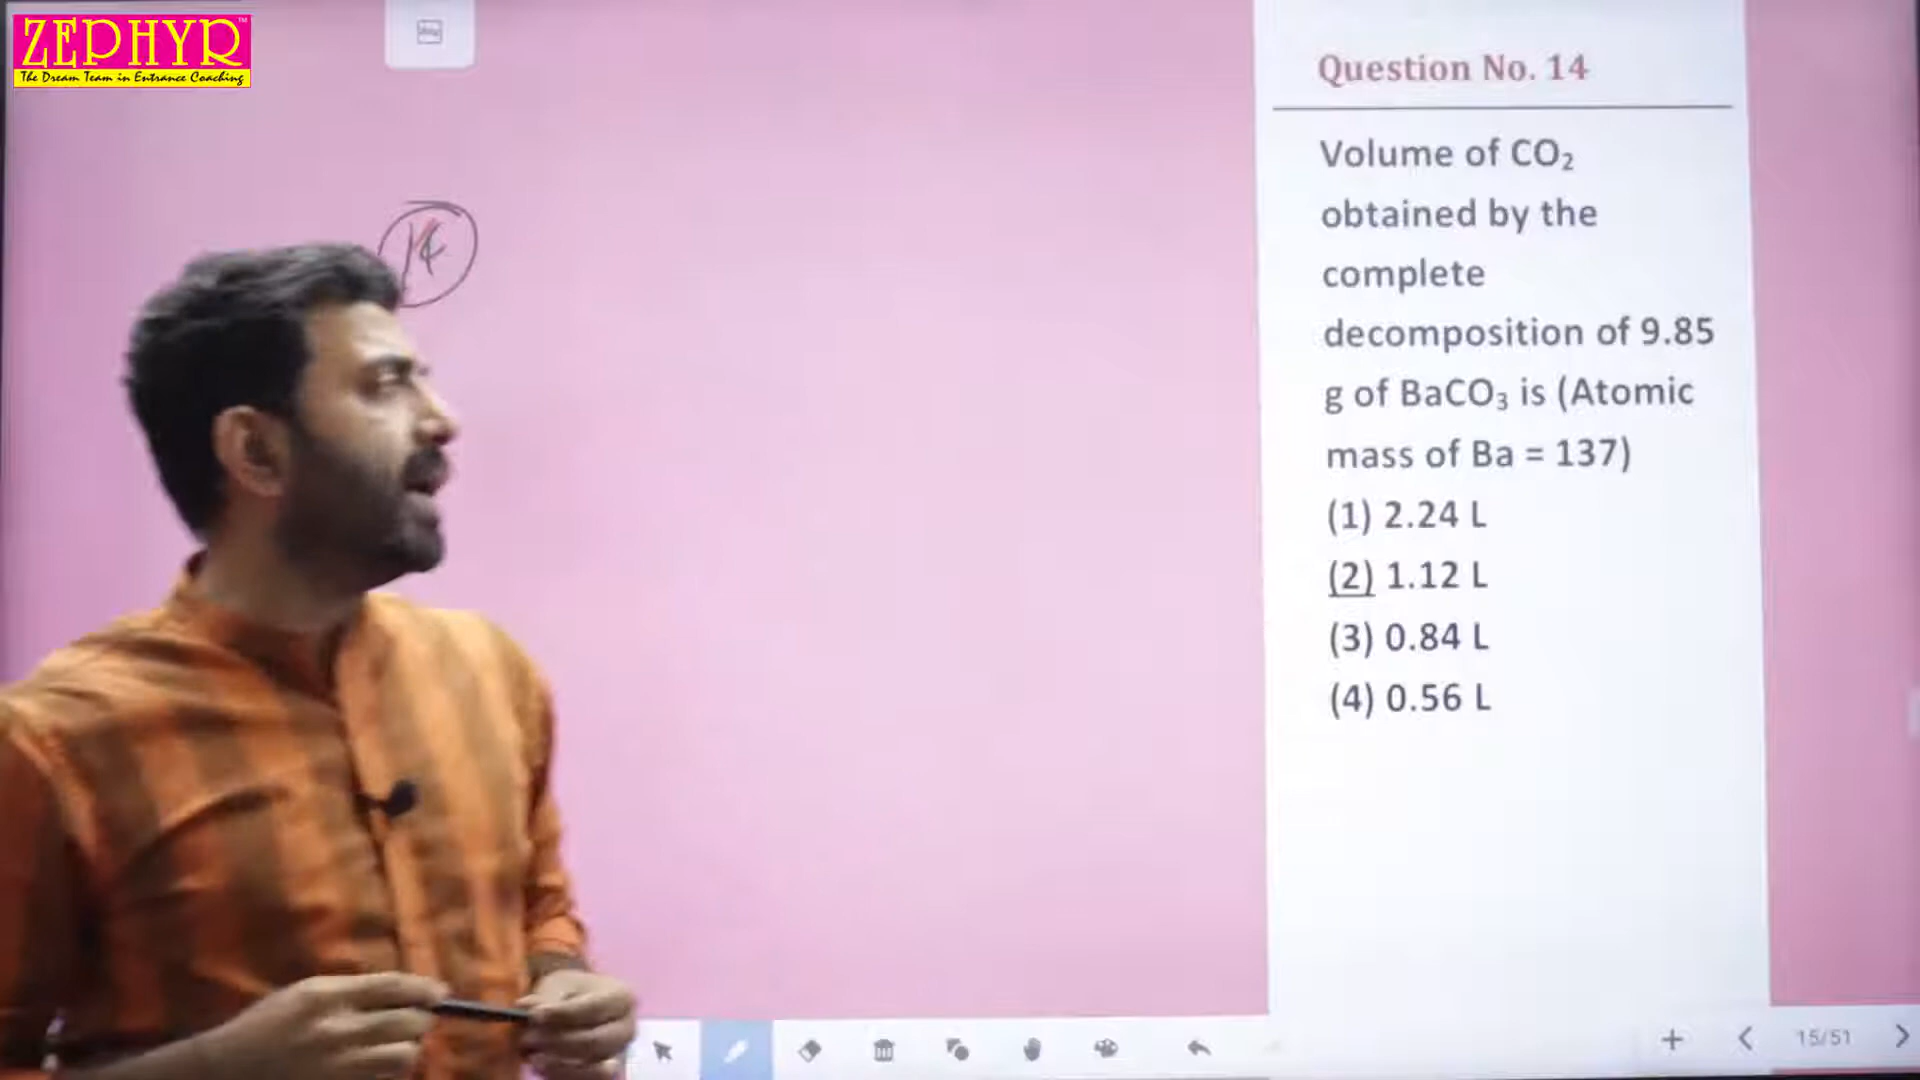 ZEPHYR™
The Dream Team in Entrance Coaching
14
Question No. 14
Volume of CO₂
obtained by the
complete
decomposition of 9.85
g of BaCO₃ is (Atomic
mass of Ba = 137)
(1) 2.24 L
(2) 1.12 L
(3) 0.84 L
(4) 0.56 L
15/51